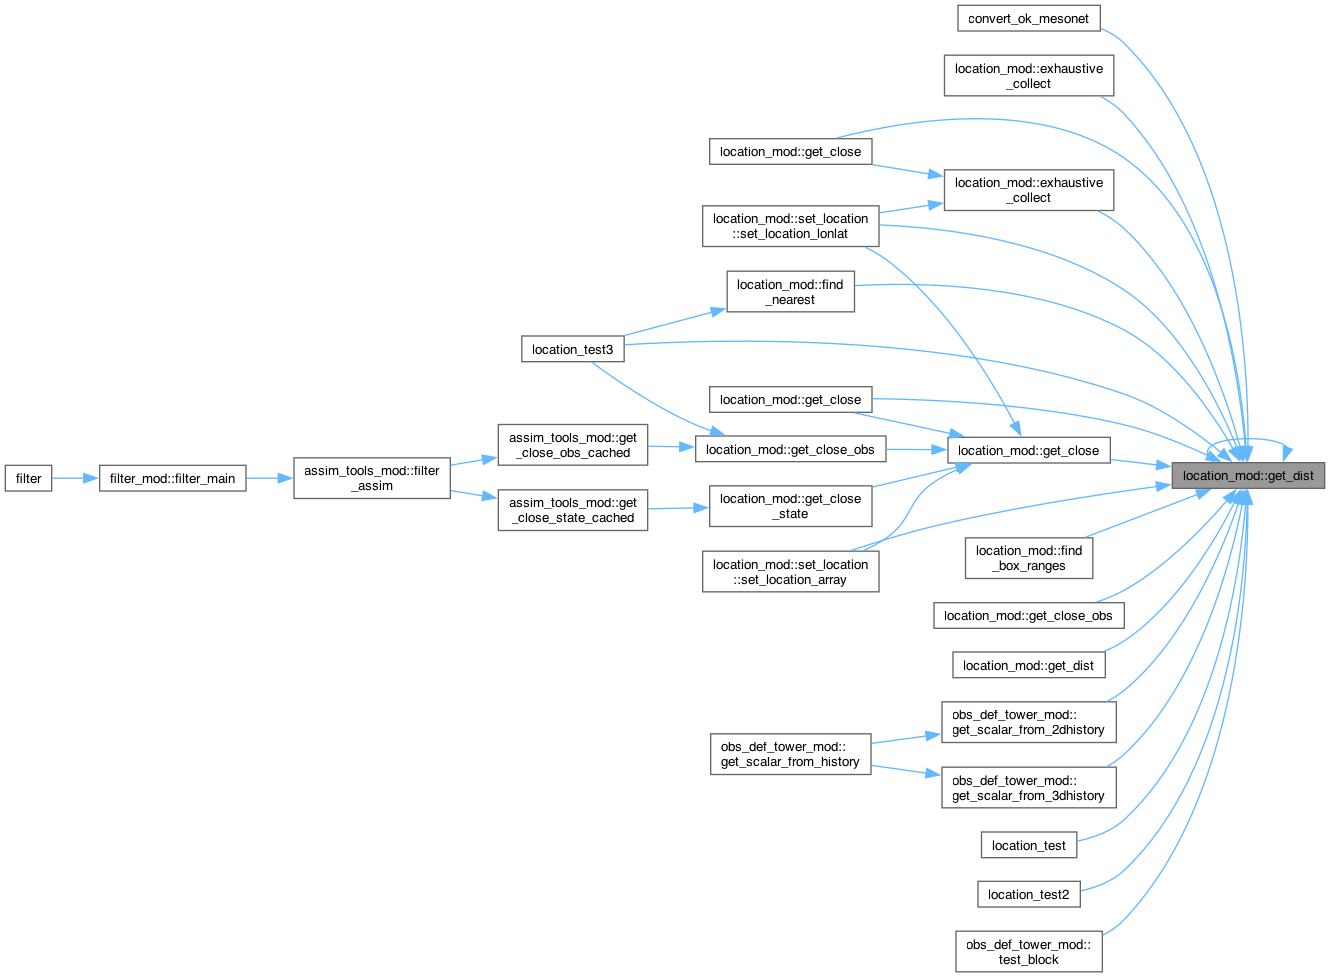 convert_ok_mesonet
location_mod::exhaustive
_collect
location_mod::get_close
location_mod::exhaustive
_collect
location_mod::set_location
::set_location_lonlat
location_mod::find
_nearest
location_test3
location_mod::get_close
assim_tools_mod::get
_close_obs_cached
location_mod::get_close_obs
location_mod::get_close
filter
filter_mod::filter_main
assim_tools_mod::filter
_assim
location_mod::get_dist
assim_tools_mod::get
_close_state_cached
location_mod::get_close
_state
location_mod::set_location
::set_location_array
location_mod::find
_box_ranges
location_mod::get_close_obs
location_mod::get_dist
obs_def_tower_mod::
get_scalar_from_2dhistory
obs_def_tower_mod::
get_scalar_from_history
obs_def_tower_mod::
get_scalar_from_3dhistory
location_test
location_test2
obs_def_tower_mod::
test_block